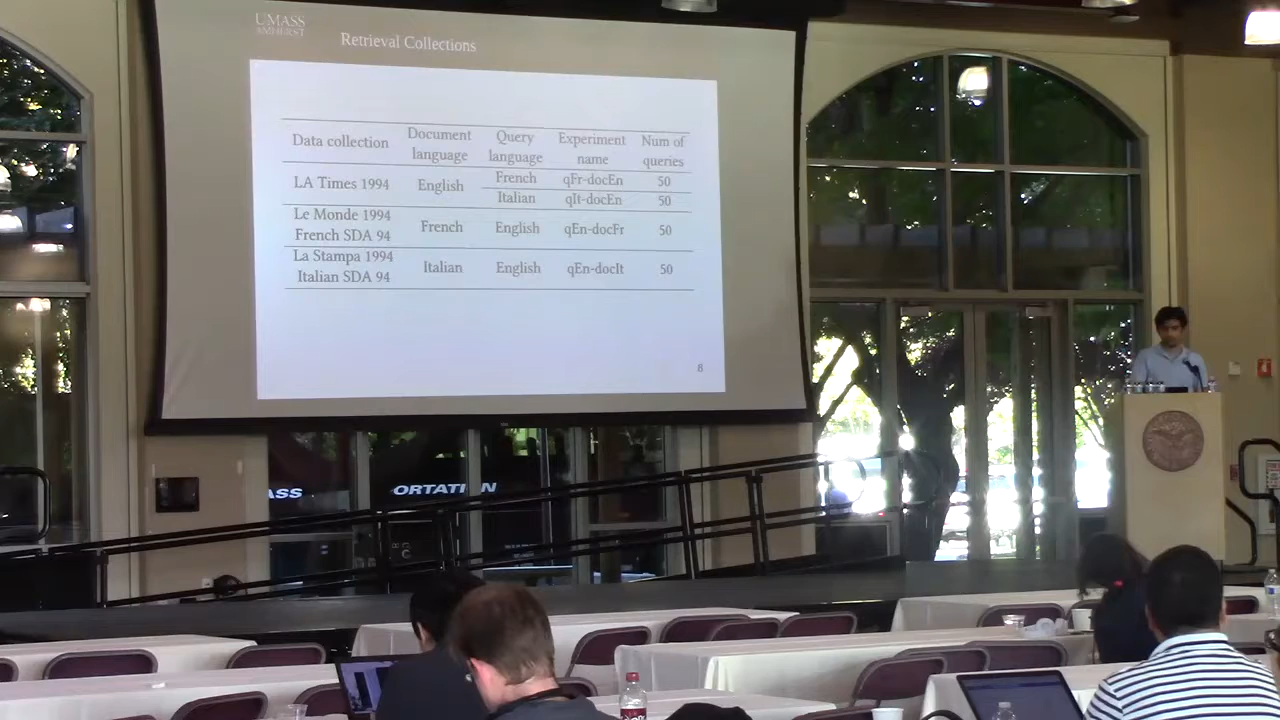 UMASS
AMHERST
Retrieval Collections
Data collection Document language Query language Experiment name Num of queries
LA Times 1994 English French qFr-docEn 50
Italian qIt-docEn 50
Le Monde 1994
French SDA 94 French English qEn-docFr 50
La Stampa 1994
Italian SDA 94 Italian English qEn-docIt 50
8
ASS ORTATION